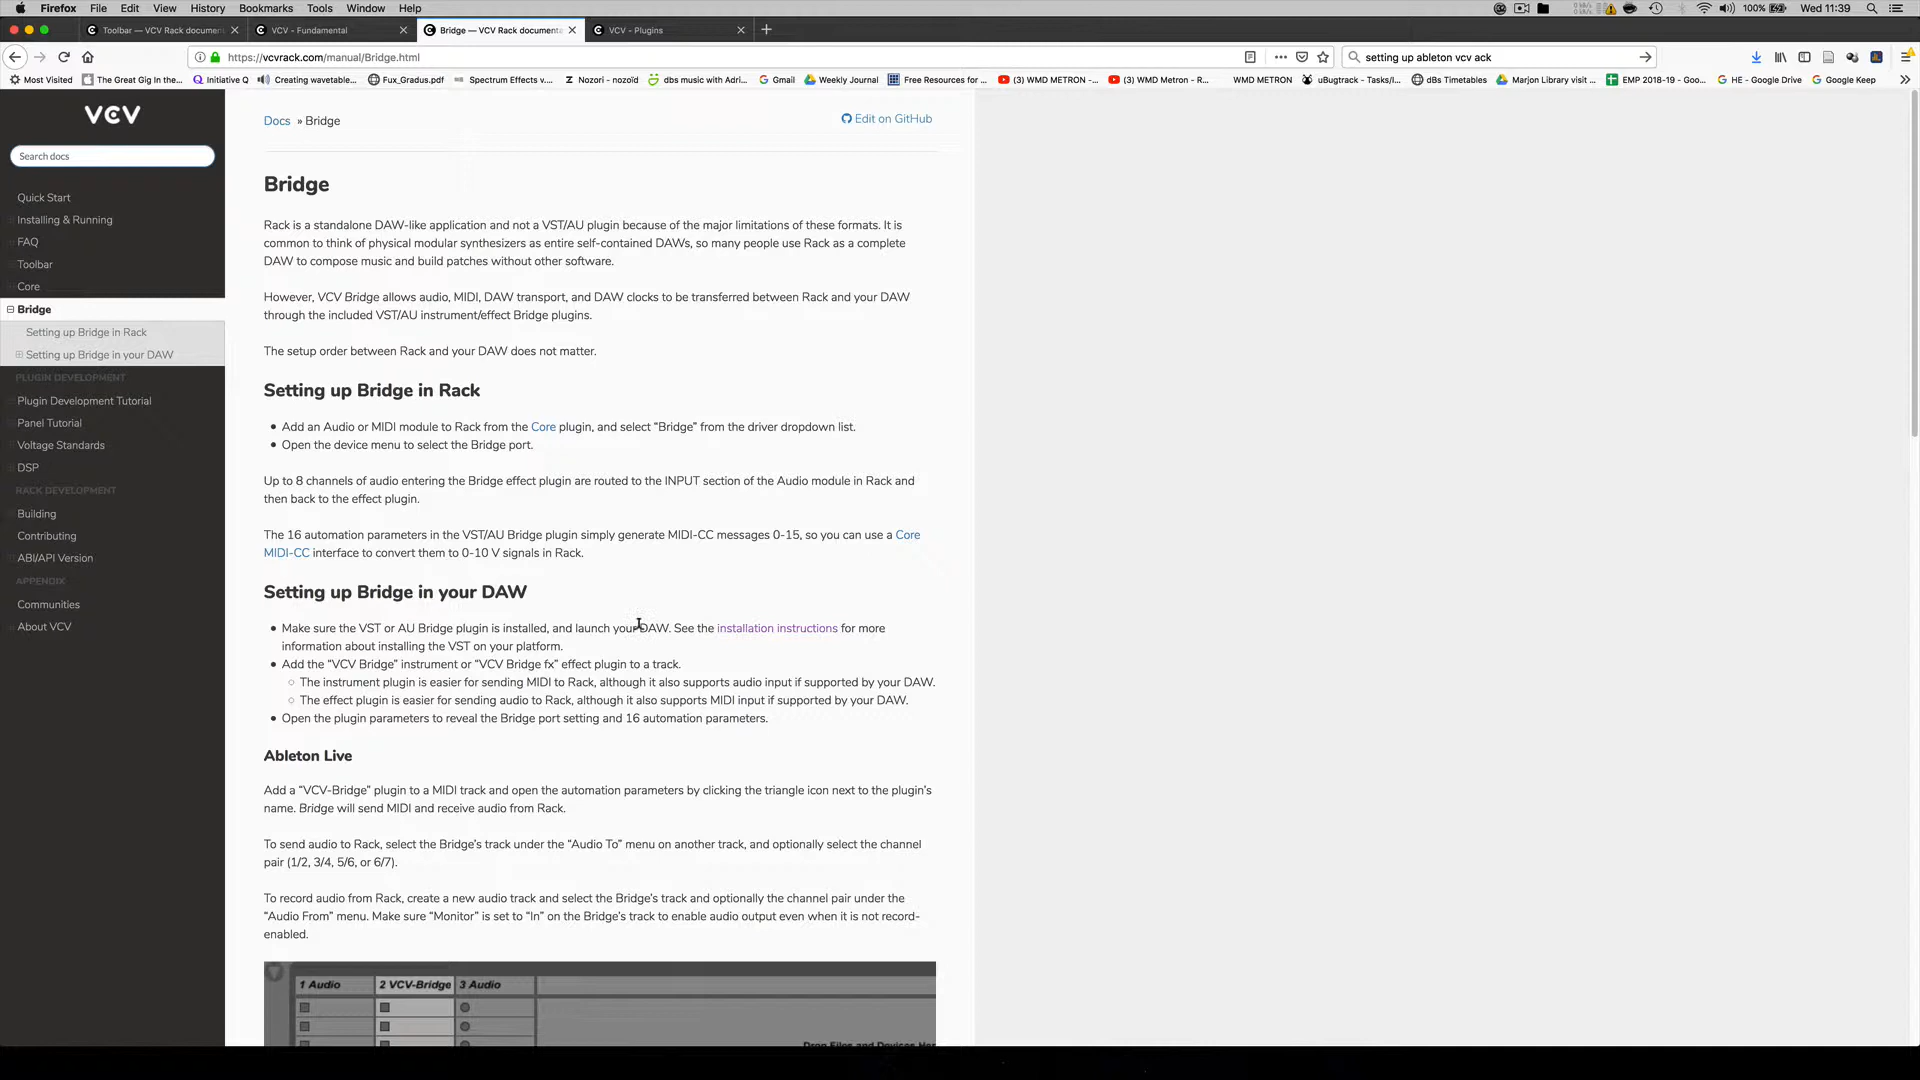 Firefox File Edit View History Bookmarks Tools Window Help 100% Wed 11:39
Toolbar — VCV Rack documen VCV - Fundamental Bridge — VCV Rack documenta VCV - Plugins
https://vcvrack.com/manual/Bridge.html setting up ableton vcv ack
Most Visited The Great Gig in the... Initiative Q Creating wavetable... Fux_Gradus.pdf Spectrum Effects v... Nozori - nozoïd dbs music with Adri... Gmail Weekly Journal Free Resources for ... (3) WMD METRON -... (3) WMD Metron - R... WMD METRON uBugtrack - Tasks/I... dBs Timetables Marjon Library visit ... EMP 2018-19 - Goo... HE - Google Drive Google Keep
VCV
Search docs
Quick Start
Installing & Running
FAQ
Toolbar
Core
Bridge
Setting up Bridge in Rack
Setting up Bridge in your DAW
PLUGIN DEVELOPMENT
Plugin Development Tutorial
Panel Tutorial
Voltage Standards
DSP
RACK DEVELOPMENT
Building
Contributing
ABI/API Version
APPENDIX
Communities
About VCV
Docs » Bridge Edit on GitHub
Bridge
Rack is a standalone DAW-like application and not a VST/AU plugin because of the major limitations of these formats. It is
common to think of physical modular synthesizers as entire self-contained DAWs, so many people use Rack as a complete
DAW to compose music and build patches without other software.
However, VCV Bridge allows audio, MIDI, DAW transport, and DAW clocks to be transferred between Rack and your DAW
through the included VST/AU instrument/effect Bridge plugins.
The setup order between Rack and your DAW does not matter.
Setting up Bridge in Rack
• Add an Audio or MIDI module to Rack from the Core plugin, and select “Bridge” from the driver dropdown list.
• Open the device menu to select the Bridge port.
Up to 8 channels of audio entering the Bridge effect plugin are routed to the INPUT section of the Audio module in Rack and
then back to the effect plugin.
The 16 automation parameters in the VST/AU Bridge plugin simply generate MIDI-CC messages 0-15, so you can use a Core
MIDI-CC interface to convert them to 0-10 V signals in Rack.
Setting up Bridge in your DAW
• Make sure the VST or AU Bridge plugin is installed, and launch your DAW. See the installation instructions for more
information about installing the VST on your platform.
• Add the “VCV Bridge” instrument or “VCV Bridge fx” effect plugin to a track.
○ The instrument plugin is easier for sending MIDI to Rack, although it also supports audio input if supported by your DAW.
○ The effect plugin is easier for sending audio to Rack, although it also supports MIDI input if supported by your DAW.
• Open the plugin parameters to reveal the Bridge port setting and 16 automation parameters.
Ableton Live
Add a “VCV-Bridge” plugin to a MIDI track and open the automation parameters by clicking the triangle icon next to the plugin’s
name. Bridge will send MIDI and receive audio from Rack.
To send audio to Rack, select the Bridge’s track under the “Audio To” menu on another track, and optionally select the channel
pair (1/2, 3/4, 5/6, or 6/7).
To record audio from Rack, create a new audio track and select the Bridge’s track and optionally the channel pair under the
“Audio From” menu. Make sure “Monitor” is set to “In” on the Bridge’s track to enable audio output even when it is not record-
enabled.
1 Audio 2 VCV-Bridge 3 Audio
Drop Files and Devices He